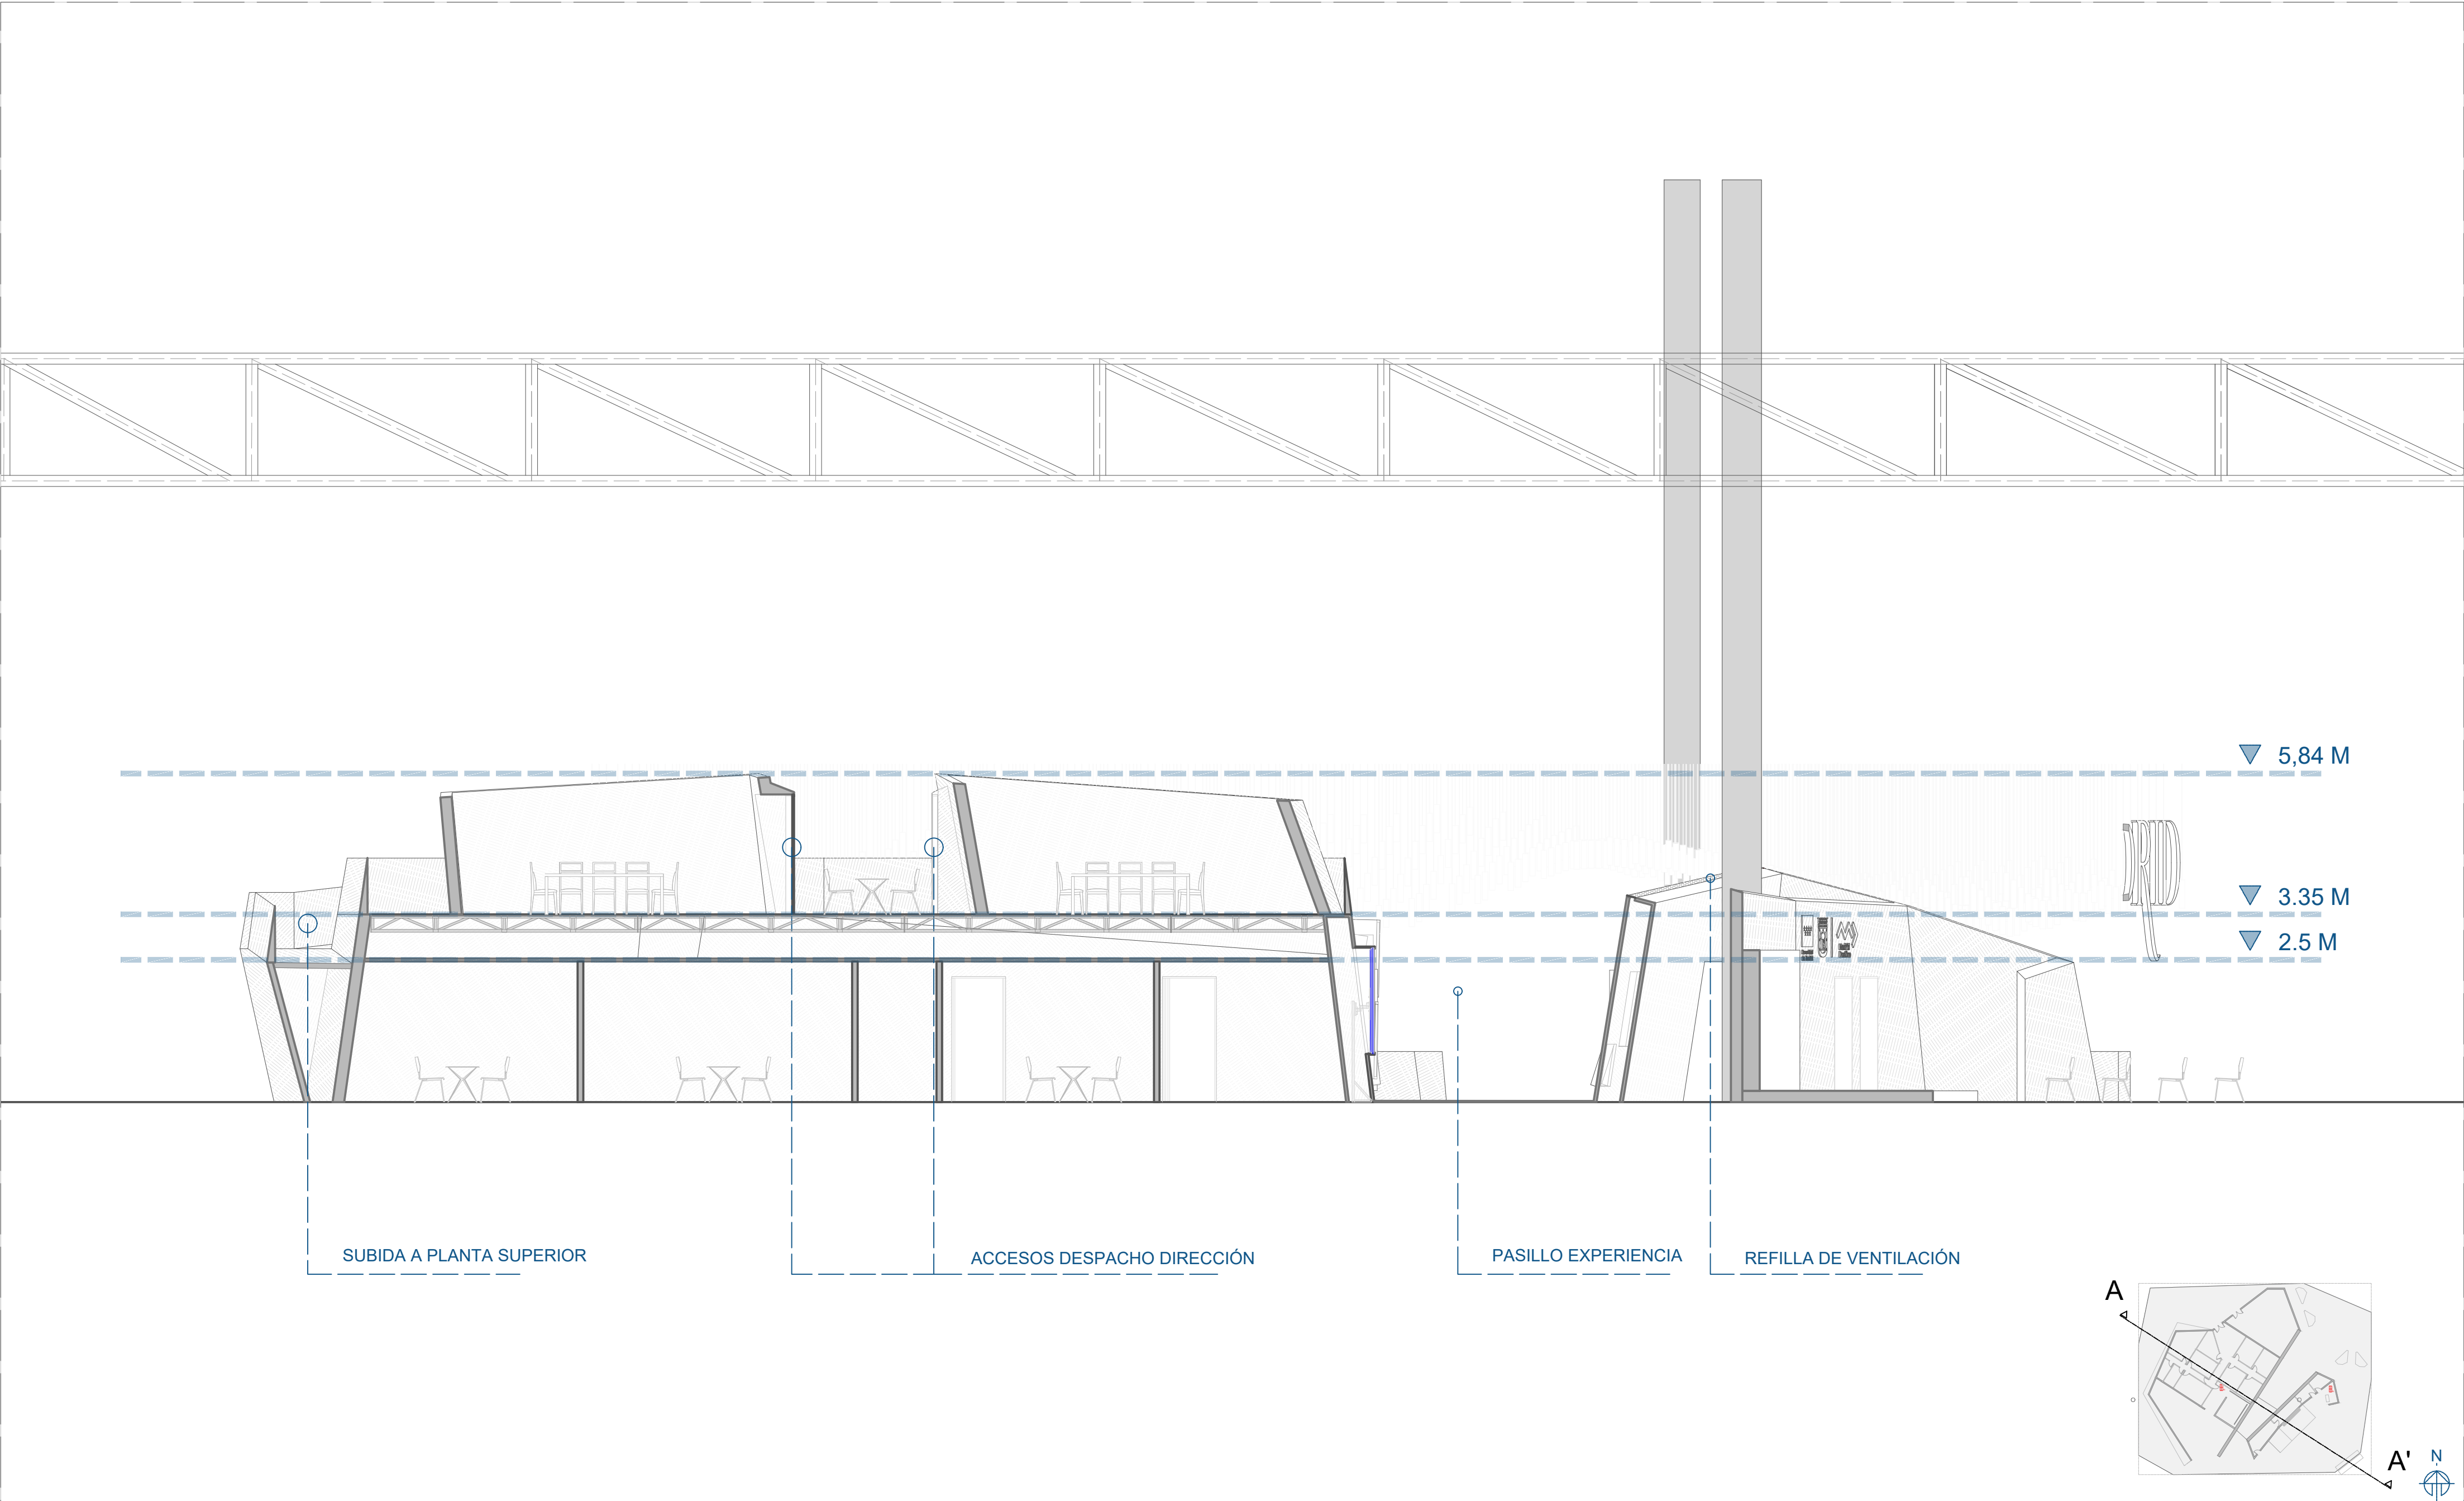 5,84 M
3.35 M
2.5 M
SUBIDA A PLANTA SUPERIOR
ACCESOS DESPACHO DIRECCIÓN
PASILLO EXPERIENCIA
REFILLA DE VENTILACIÓN
A
A'
N